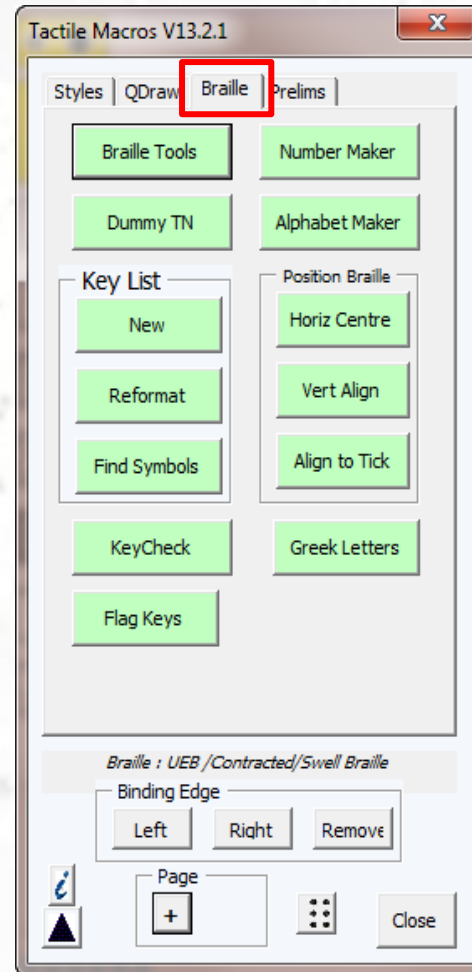 Tactile Macros V13.2.1
X
Styles QDraw Braille Prelims
Braille Tools Number Maker
Dummy TN Alphabet Maker
Key List Position Braille
New Horiz Centre
Reformat Vert Align
Find Symbols Align to Tick
KeyCheck Greek Letters
Flag Keys
Braille : UEB /Contracted/Swell Braille
Binding Edge
Left Right Remove
i Page
+ Close